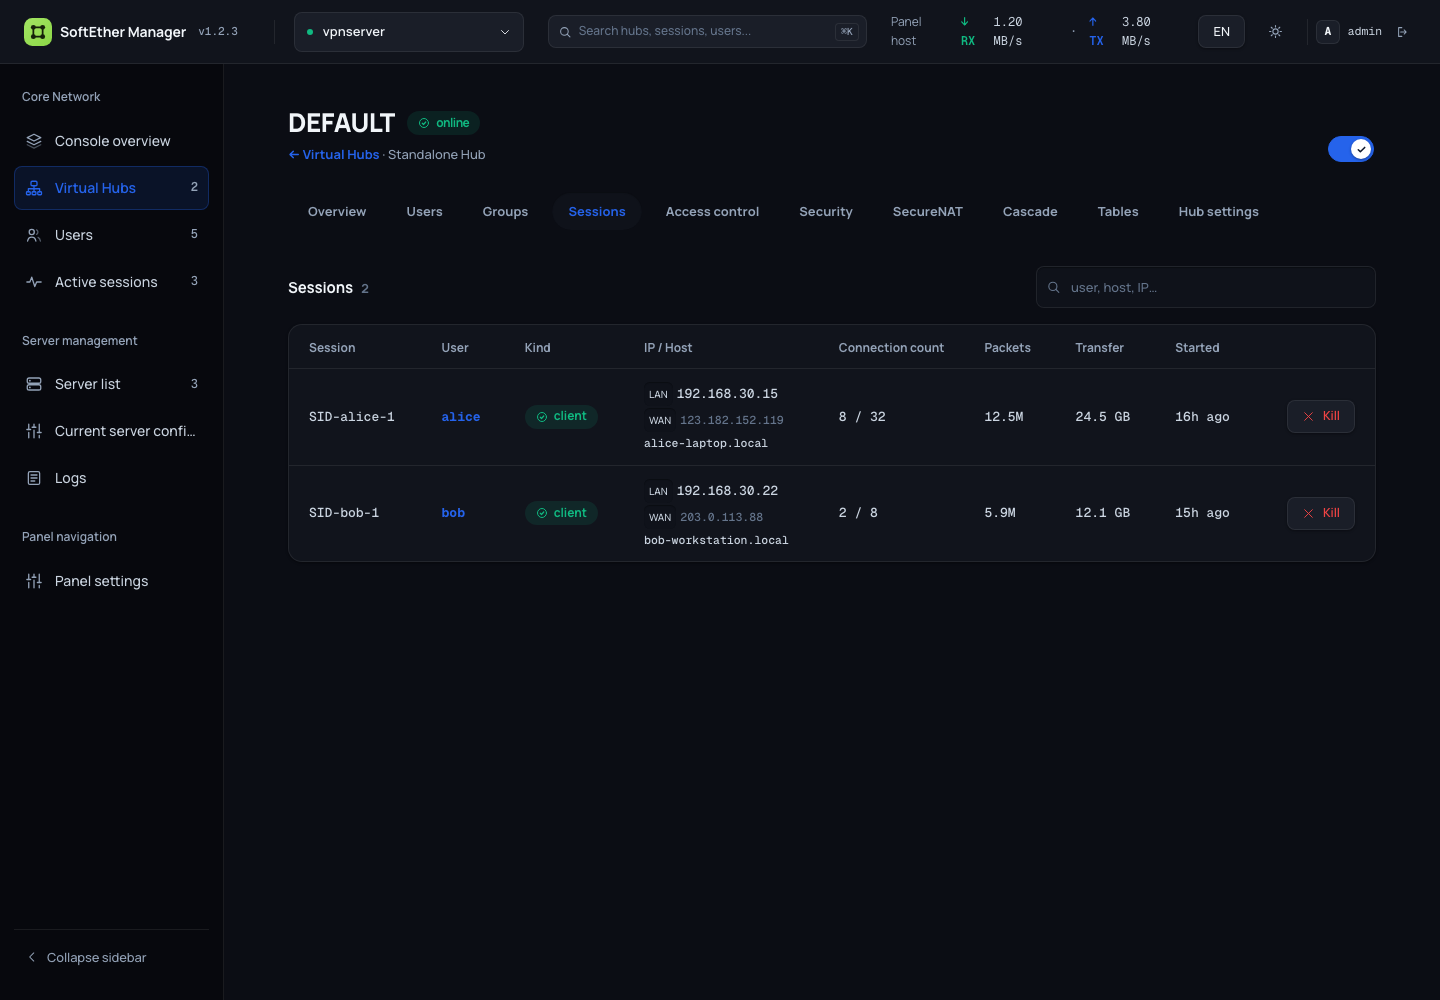 SoftEther Manager v1.2.3
vpnserver
Search hubs, sessions, users...
⌘K
Panel host
↓ RX 1.20 MB/s
·
↑ TX 3.80 MB/s
EN
A admin
Core Network
Console overview
Virtual Hubs 2
Users 5
Active sessions 3
Server management
Server list 3
Current server confi…
Logs
Panel navigation
Panel settings
Collapse sidebar
DEFAULT online
← Virtual Hubs · Standalone Hub
Overview Users Groups Sessions Access control Security SecureNAT Cascade Tables Hub settings
Sessions 2
user, host, IP…
Session User Kind IP / Host Connection count Packets Transfer Started
LAN 192.168.30.15
SID-alice-1 alice client WAN 123.182.152.119 8 / 32 12.5M 24.5 GB 16h ago Kill
alice-laptop.local
LAN 192.168.30.22
SID-bob-1 bob client WAN 203.0.113.88 2 / 8 5.9M 12.1 GB 15h ago Kill
bob-workstation.local